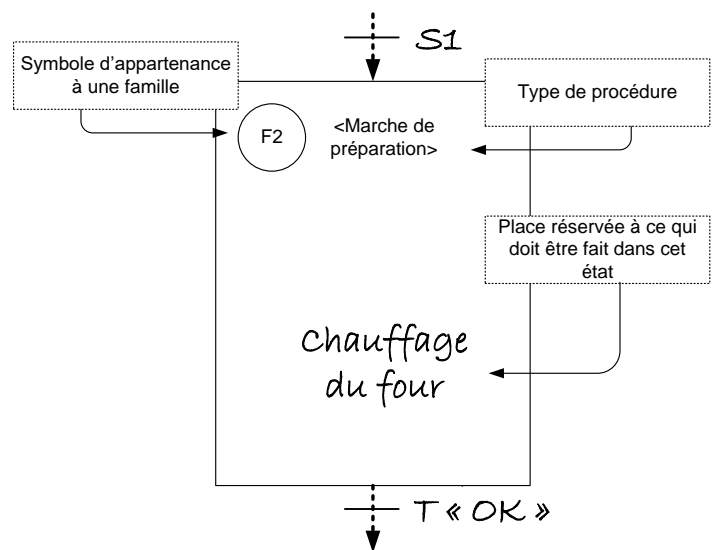 S1
Symbole d'appartenance
à une famille
Type de procédure
F2
<Marche de
préparation>
Place réservée à ce qui
doit être fait dans cet
état
Chauffage
du four
T « OK »